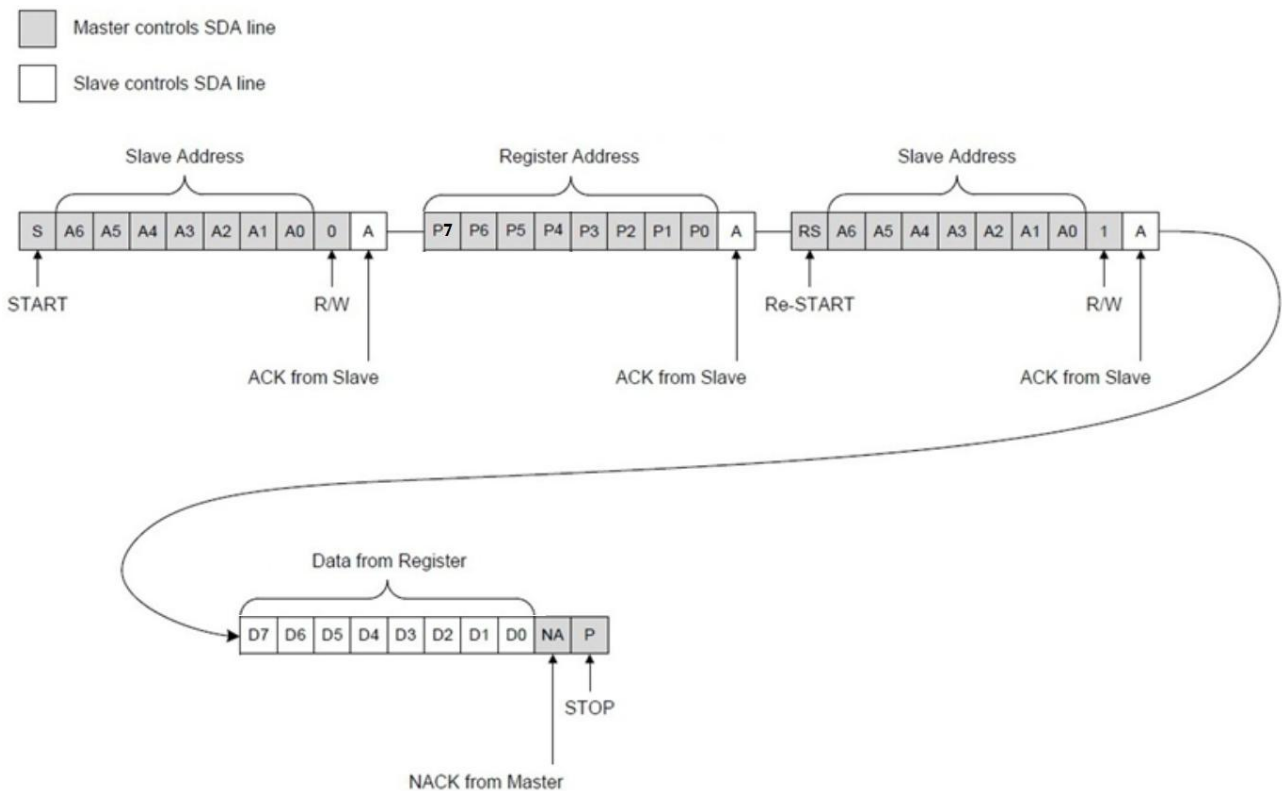 Master controls SDA line
Slave controls SDA line
Slave Address Register Address Slave Address
S A6 A5 A4 A3 A2 A1 A0 0 A P7 P6 P5 P4 P3 P2 P1 P0 A RS A6 A5 A4 A3 A2 A1 A0 1 A
START R/W Re-START R/W
ACK from Slave ACK from Slave ACK from Slave
Data from Register
D7 D6 D5 D4 D3 D2 D1 D0 NA P
STOP
NACK from Master